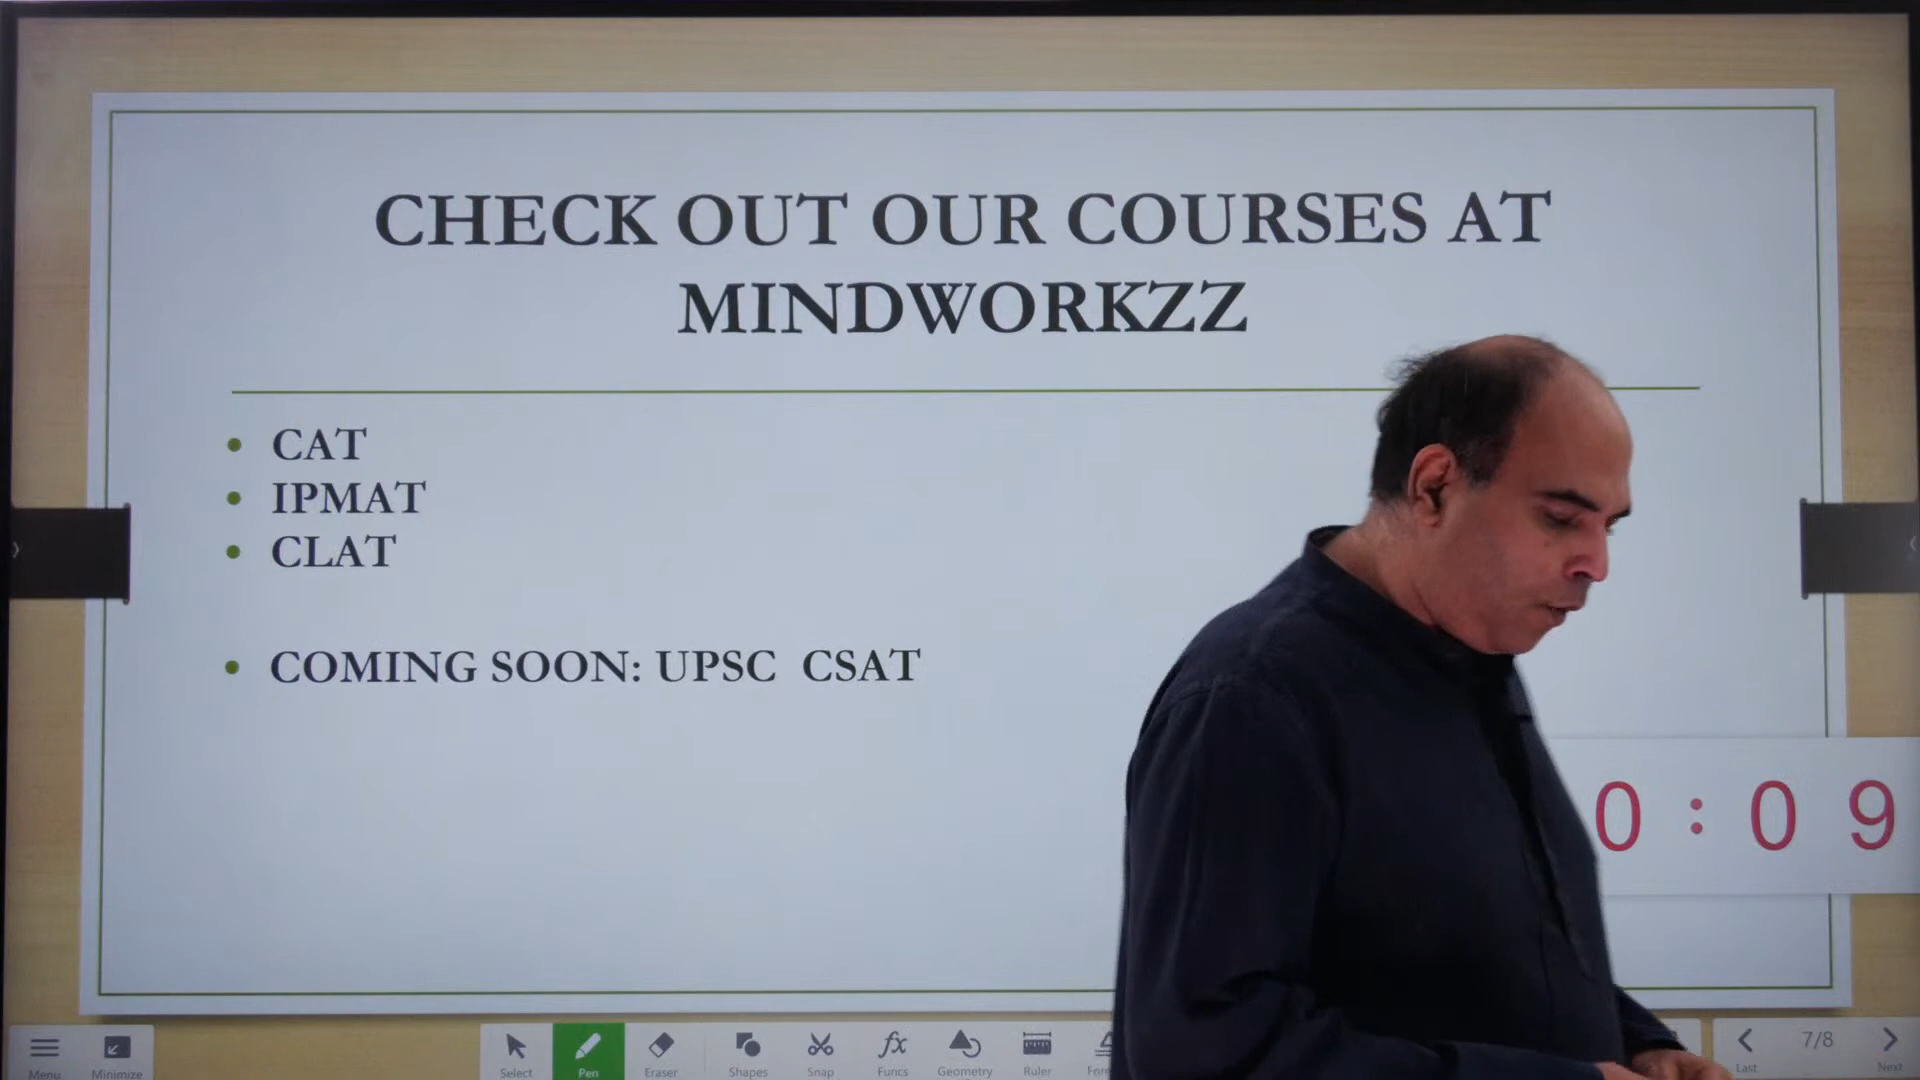 CHECK OUT OUR COURSES AT
MINDWORKZZ
CAT
IPMAT
CLAT
COMING SOON: UPSC CSAT
0 : 0 9
Menu
Minimize
Select
Pen
Eraser
Shapes
Snap
fx
Funcs
Geometry
Ruler
Last
7/8
Next